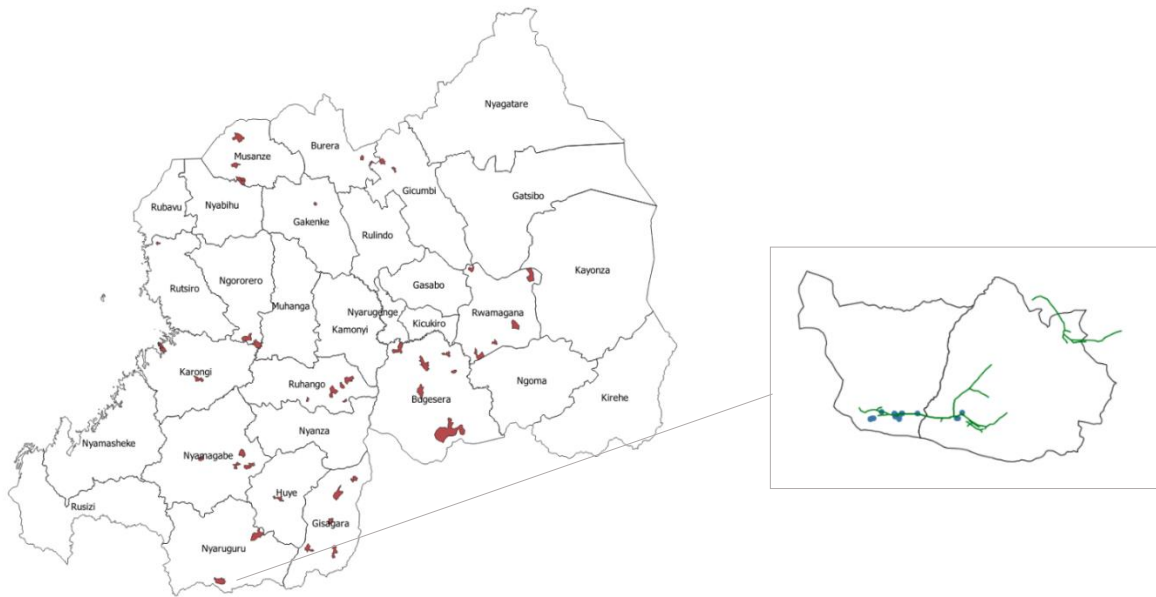 Nyagatare
Burera
Musanze
Gicumbi
Gatsibo
Rubavu
Nyabihu
Gakenke
Rulindo
Kayonza
Ngororero
Gasabo
Rutsiro
Muhanga
Nyarugenge
Rwamagana
Kicukiro
Kamonyi
Karongi
Ruhango
Ngoma
Bugesera
Kirehe
Nyanza
Nyamasheke
Nyamagabe
Huye
Rusizi
Gisagara
Nyaruguru